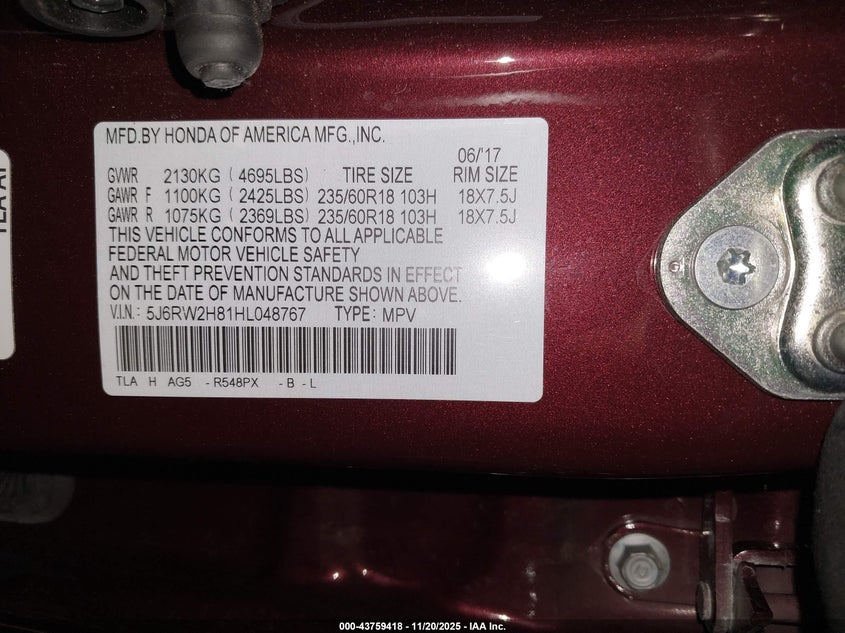 MFD.BY HONDA OF AMERICA MFG.,INC.
06/'17
GVWR 2130KG ( 4695LBS) TIRE SIZE RIM SIZE
GAWR F 1100KG ( 2425LBS) 235/60R18 103H 18X7.5J
GAWR R 1075KG ( 2369LBS) 235/60R18 103H 18X7.5J
THIS VEHICLE CONFORMS TO ALL APPLICABLE
FEDERAL MOTOR VEHICLE SAFETY
AND THEFT PREVENTION STANDARDS IN EFFECT
ON THE DATE OF MANUFACTURE SHOWN ABOVE.
V.I.N.: 5J6RW2H81HL048767 TYPE: MPV
TLA H AG5 - R548PX - B - L
000-43759418 - 11/20/2025 - IAA Inc.